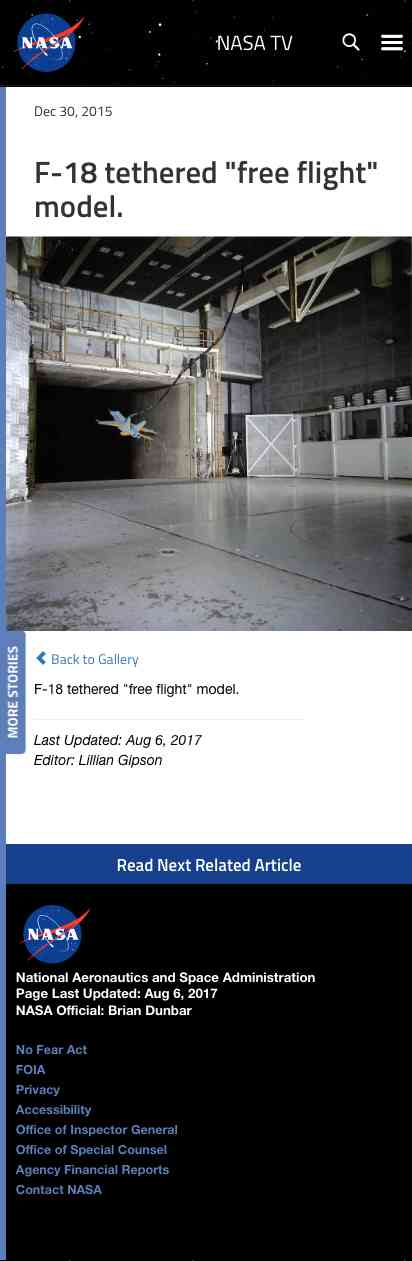 NASA
NASA TV
Dec 30, 2015
F-18 tethered "free flight"
model.
Back to Gallery
F-18 tethered "free flight" model.
MORE STORIES
Last Updated: Aug 6, 2017
Editor: Lillian Gipson
Read Next Related Article
NASA
National Aeronautics and Space Administration
Page Last Updated: Aug 6, 2017
NASA Official: Brian Dunbar
No Fear Act
FOIA
Privacy
Accessibility
Office of Inspector General
Office of Special Counsel
Agency Financial Reports
Contact NASA